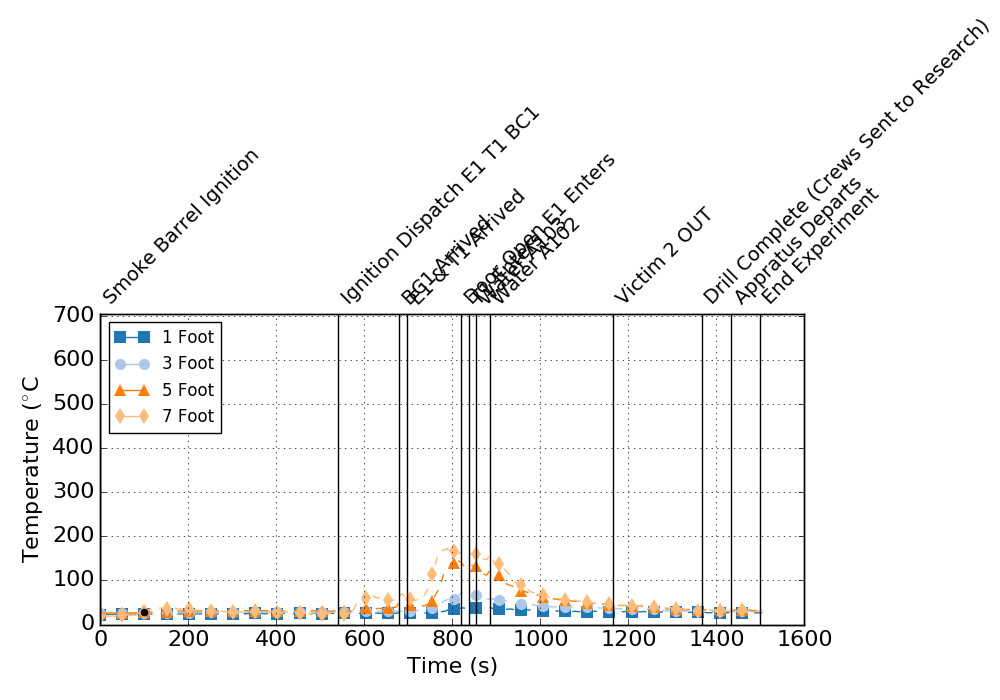 Smoke Barrel Ignition
Ignition Dispatch E1 T1 BC1
BC1 Arrived
E1 & T1 Arrived
Door Open E1 Enters
Water A103
Water A102
Victim 2 OUT
Drill Complete (Crews Sent to Research)
Appratus Departs
End Experiment
700
600
500
400
300
200
100
0
Temperature (°C
1 Foot
3 Foot
5 Foot
7 Foot
0
200
400
600
800
1000
1200
1400
1600
Time (s)